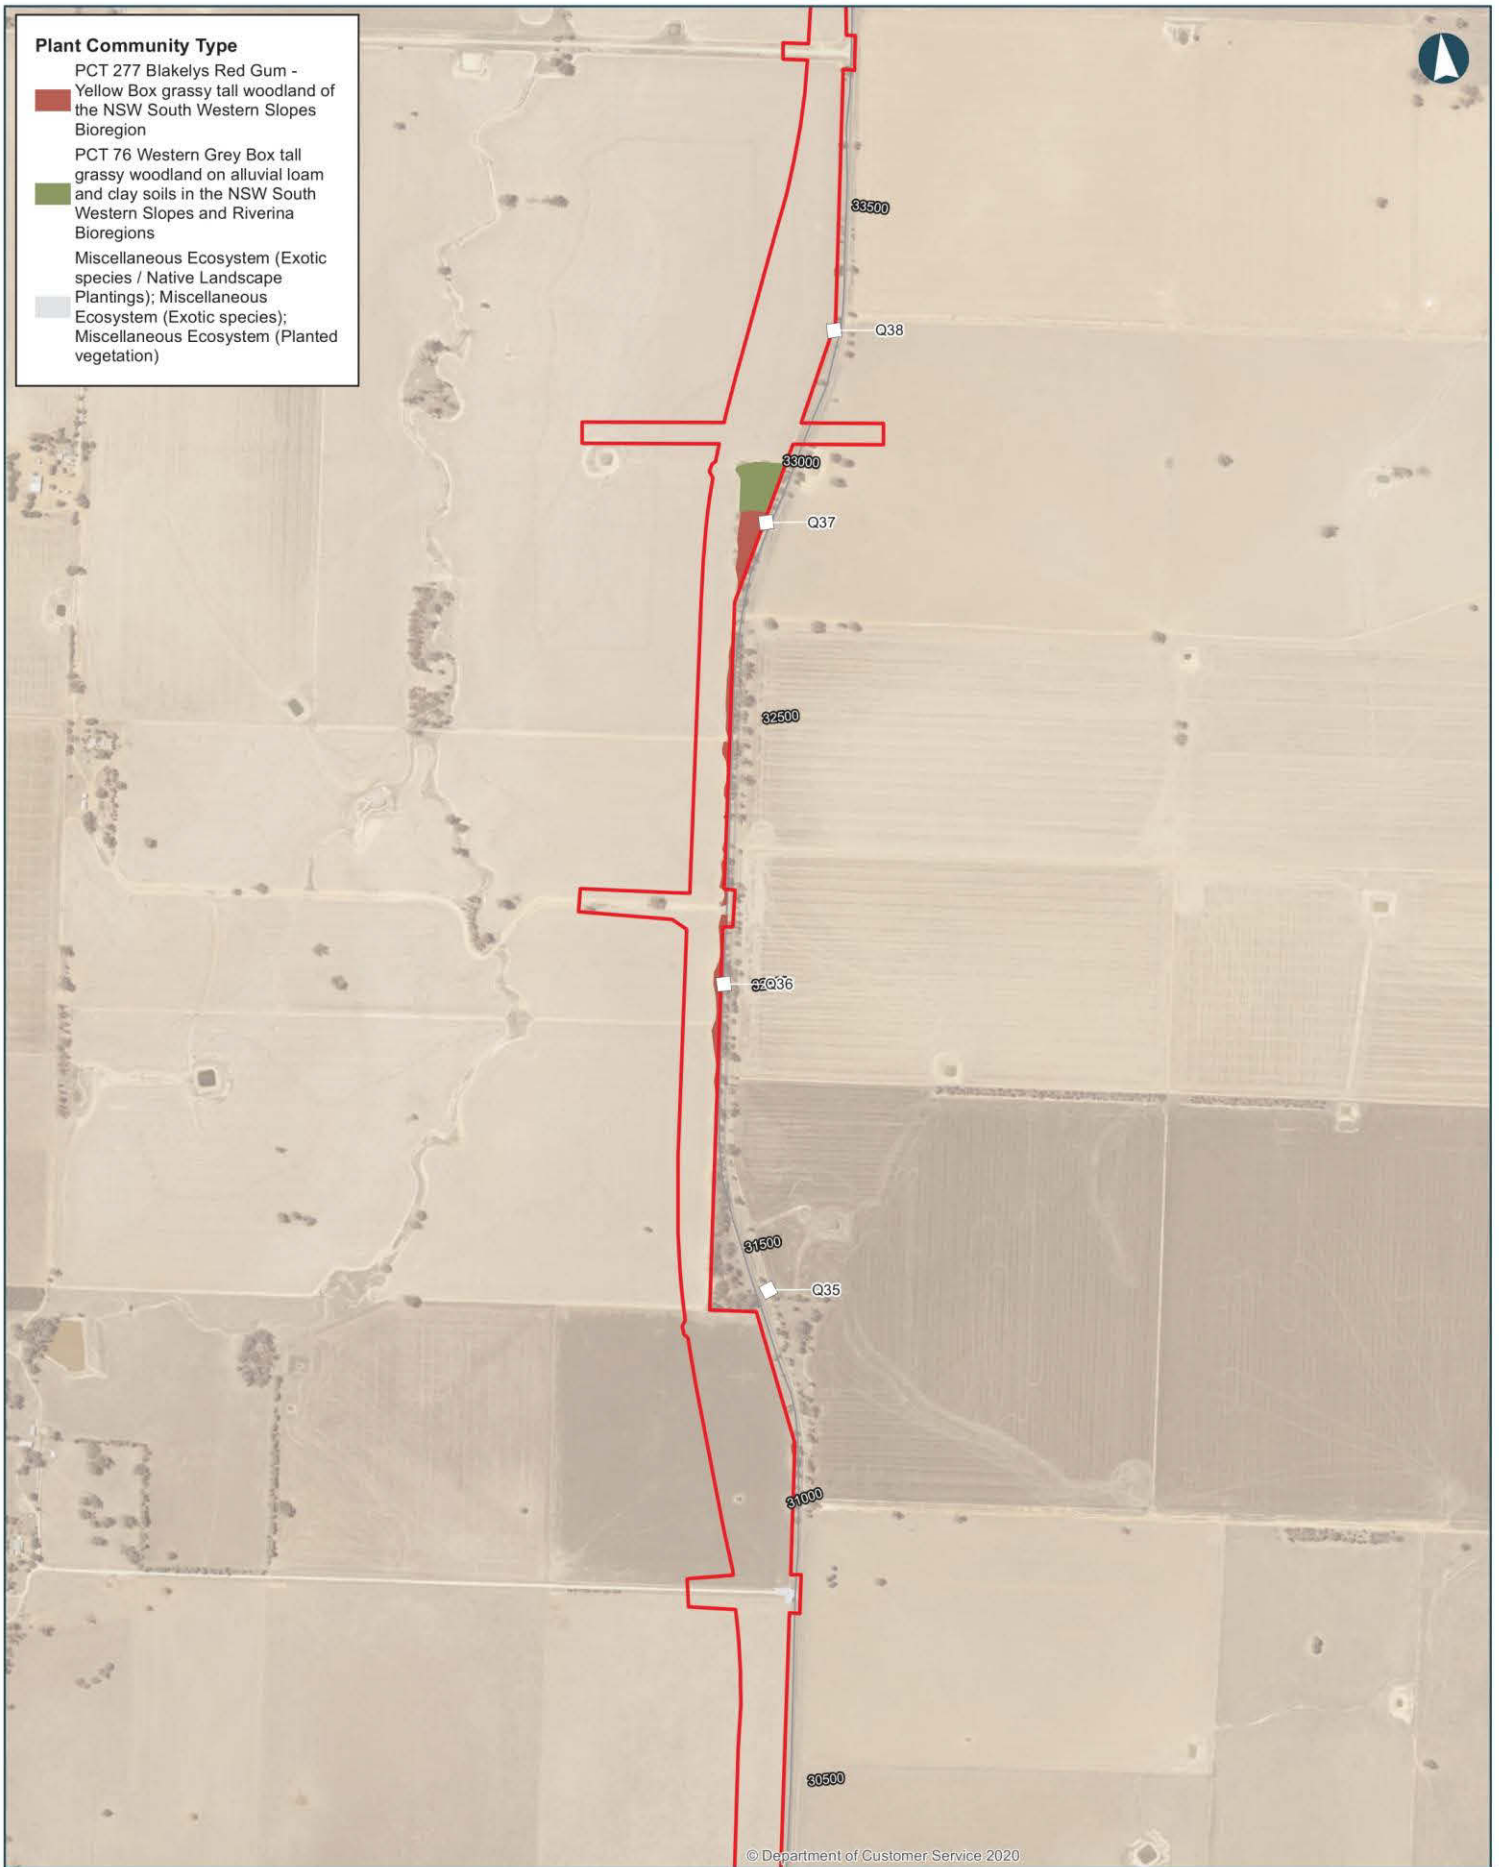 Plant Community Type
PCT 277 Blakelys Red Gum -
Yellow Box grassy tall woodland of
the NSW South Western Slopes
Bioregion
PCT 76 Western Grey Box tall
grassy woodland on alluvial loam
and clay soils in the NSW South
Western Slopes and Riverina
Bioregions
Miscellaneous Ecosystem (Exotic
species / Native Landscape
Plantings); Miscellaneous
Ecosystem (Exotic species);
Miscellaneous Ecosystem (Planted
vegetation)
33500
Q38
33000
Q37
32500
Q36
31500
Q35
31000
30500
© Department of Customer Service 2020